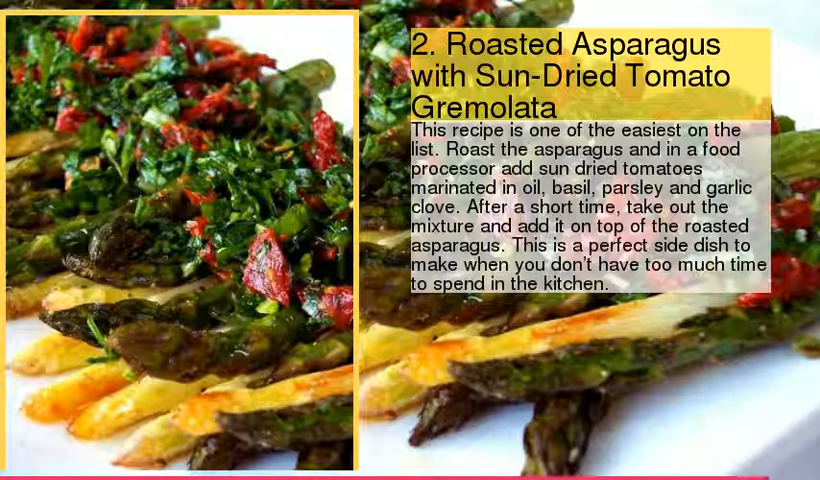 2. Roasted Asparagus
with Sun-Dried Tomato
Gremolata
This recipe is one of the easiest on the
list. Roast the asparagus and in a food
processor add sun dried tomatoes
marinated in oil, basil, parsley and garlic
clove. After a short time, take out the
mixture and add it on top of the roasted
asparagus. This is a perfect side dish to
make when you don't have too much time
to spend in the kitchen.